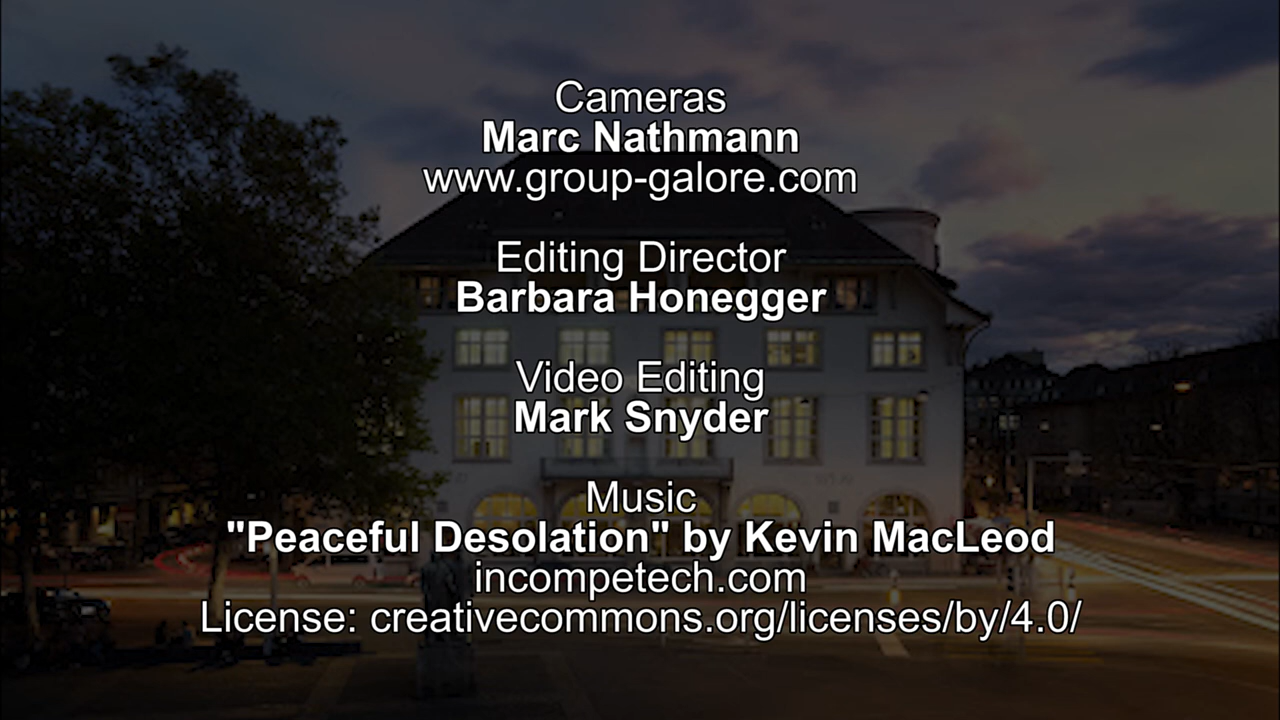 Cameras
Marc Nathmann
www.group-galore.com
Editing Director
Barbara Honegger
Video Editing
Mark Snyder
Music
"Peaceful Desolation" by Kevin MacLeod
incompetech.com
License: creativecommons.org/licenses/by/4.0/